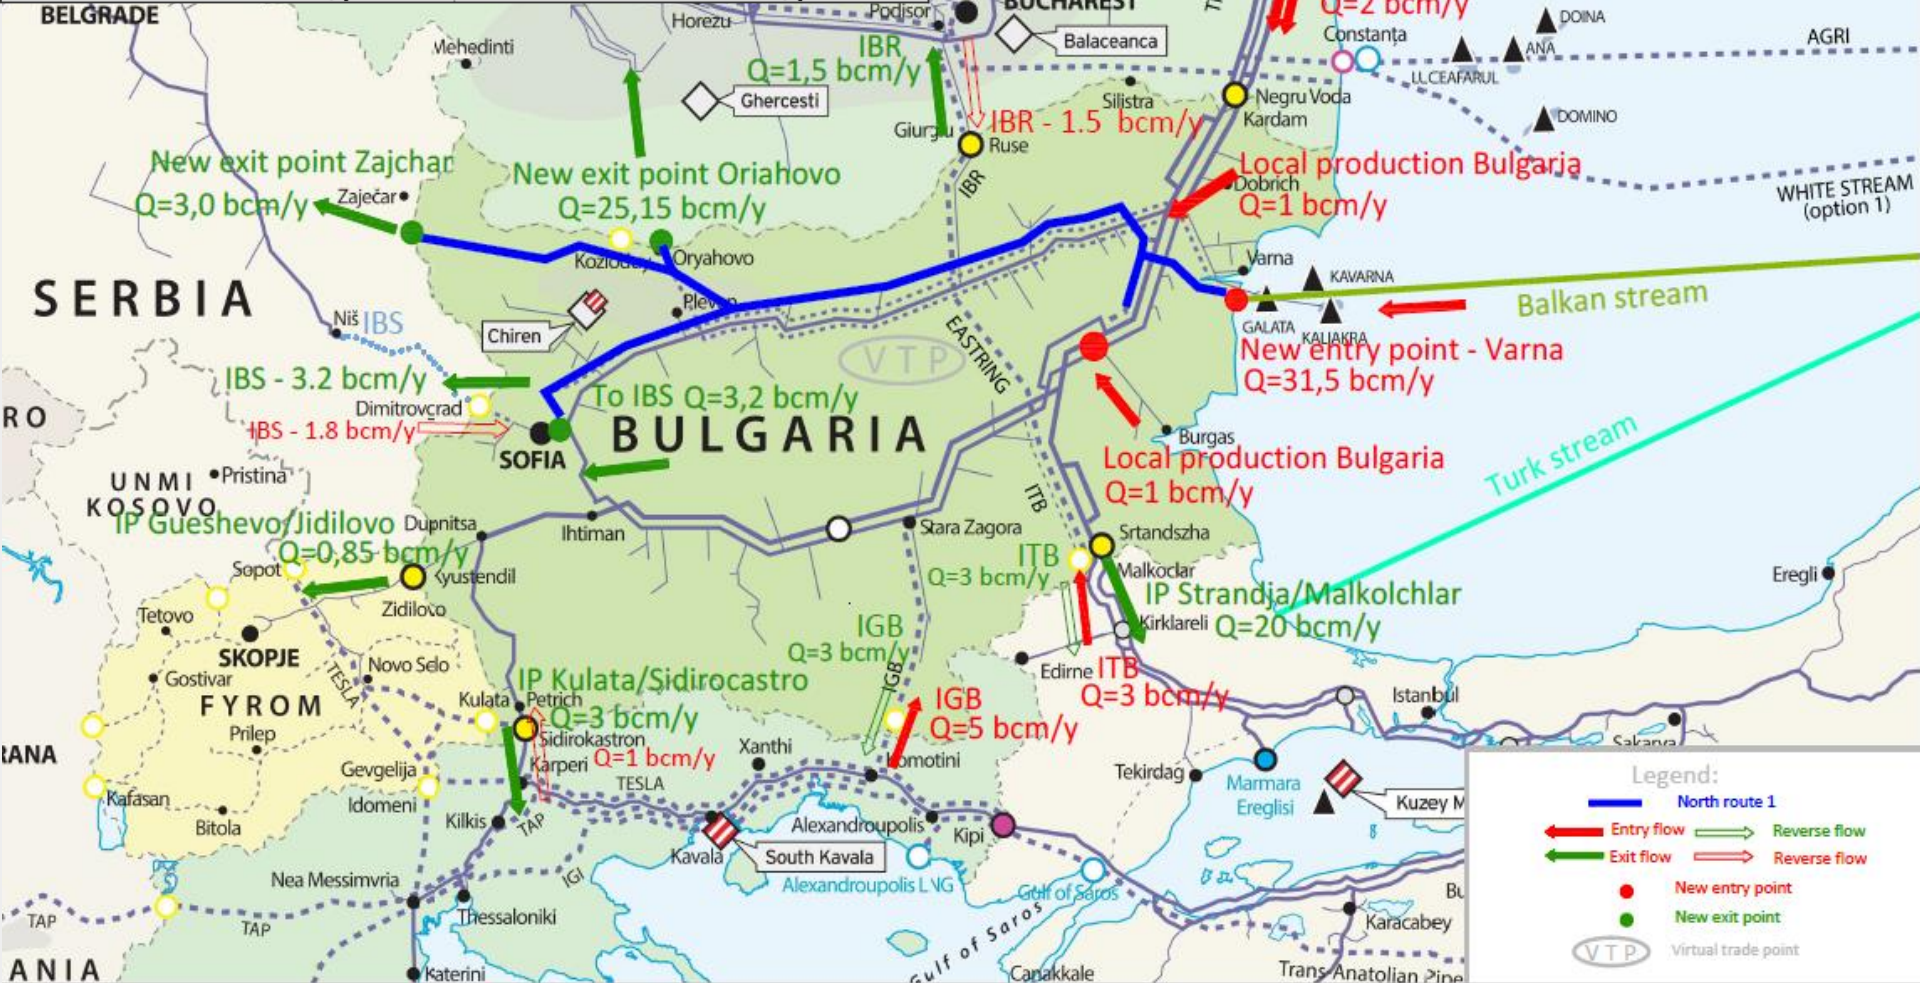 BELGRADE
Horezu
Podisor
BUCHAREST
Q=2 bcm/y
DOINA
Constanța
ANA
AGRI
Mehedinti
IBR
Q=1,5 bcm/y
Balaceanca
LLCEAFARUL
Ghercesti
Silistra
Negru Voda
Kardam
DOMINO
Giurgiu
IBR - 1.5 bcm/y
Ruse
IBR
New exit point Zajchar
Q=3,0 bcm/y
Zaječar
New exit point Oriahovo
Q=25,15 bcm/y
Local production Bulgaria
Dobrich
Q=1 bcm/y
WHITE STREAM
(option 1)
Kozloduy
Oryahovo
Varna
KAVARNA
SERBIA
Pleven
Balkan stream
Niš
IBS
Chiren
GALATA
KALIAKRA
VTP
EASTRING
New entry point - Varna
Q=31,5 bcm/y
IBS - 3.2 bcm/y
To IBS Q=3,2 bcm/y
Dimitrovcrad
RO
IBS - 1.8 bcm/y
BULGARIA
Burgas
SOFIA
Turk stream
Local production Bulgaria
Q=1 bcm/y
UNMI
KOSOVO
Pristina
ITB
IP Gueshevo/Jidilovo
Q=0,85 bcm/y
Dupnitsa
Ihtiman
Stara Zagora
Srtandszha
ITB
Q=3 bcm/y
Malkoclar
Sopot
Kyustendil
Eregli
Zidilovo
IP Strandja/Malkolchlar
Q=20 bcm/y
Tetovo
Kirklareli
SKOPJE
IGB
Q=3 bcm/y
Gostivar
TESLA
Novo Selo
Edirne
ITB
Q=3 bcm/y
IGB
FYROM
IP Kulata/Sidirocastro
Kulata
Petrich
Q=3 bcm/y
IGB
Q=5 bcm/y
Istanbul
Prilep
Sidirokastron
Xanthi
Sakarya
RANA
Karperi
Q=1 bcm/y
Komotini
Gevgelija
TESLA
Tekirdag
Marmara
Ereglisi
Kafasan
Idomeni
Kuzey M
Bitola
Kilkis
TAP
Alexandroupolis
Kipi
Kavala
South Kavala
Nea Messimvria
IGI
Alexandroupolis LNG
Gulf of Saros
Bu
TAP
TAP
Thessaloniki
Gulf of Saros
Karacabey
ANIA
Katerini
Canakkale
Trans-Anatolian Pipe
Legend:
North route 1
Entry flow
Reverse flow
Exit flow
Reverse flow
New entry point
New exit point
VTP
Virtual trade point